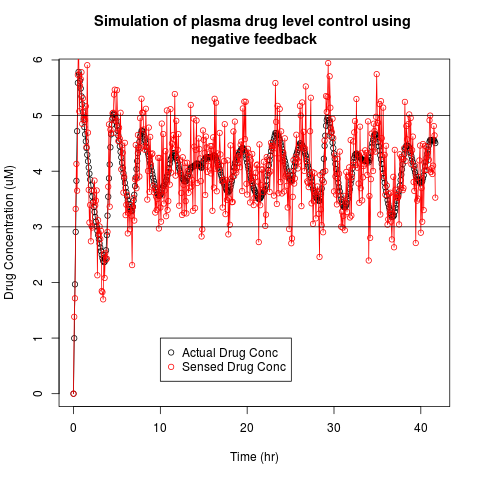 Simulation of plasma drug level control using
negative feedback
Drug Concentration (uM)
6
5
4
3
2
1
0
Actual Drug Conc
Sensed Drug Conc
0 10 20 30 40
Time (hr)